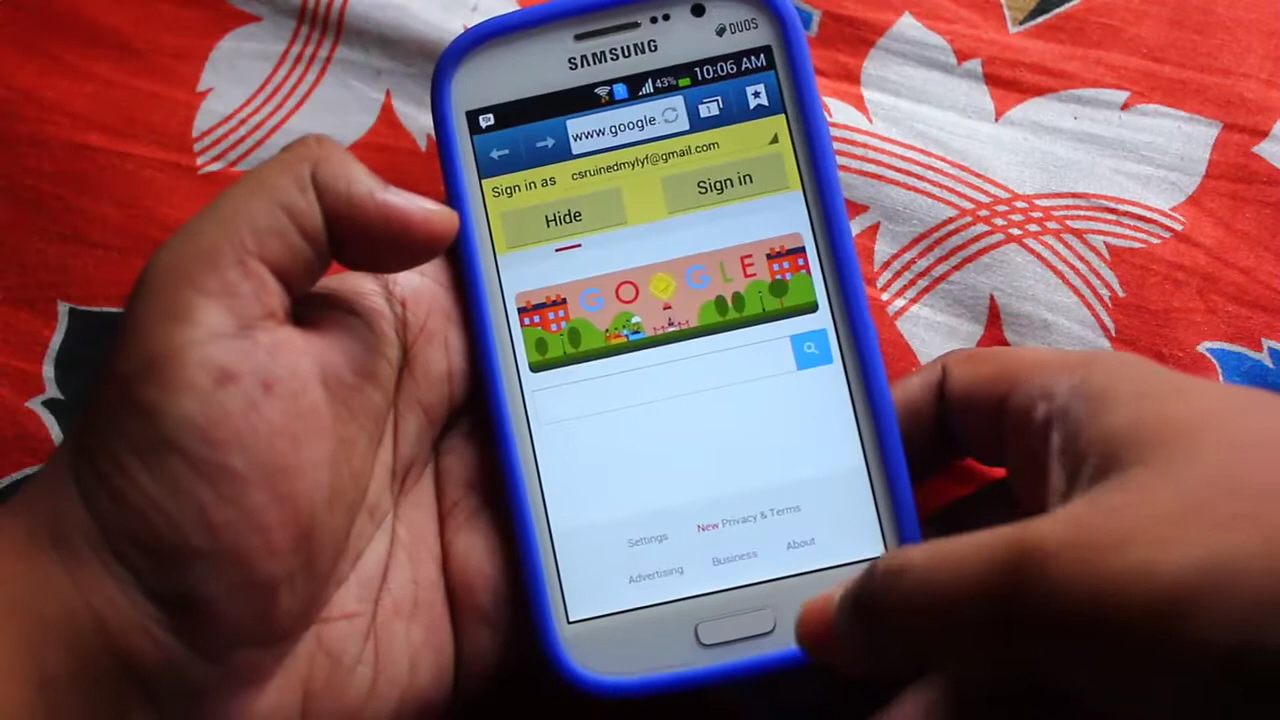 DUOS
SAMSUNG
43% 10:06 AM
www.google.
1
Sign in as csruinedmylyf@gmail.com
Hide Sign in
GOOGLE
Settings New Privacy & Terms
Advertising Business About